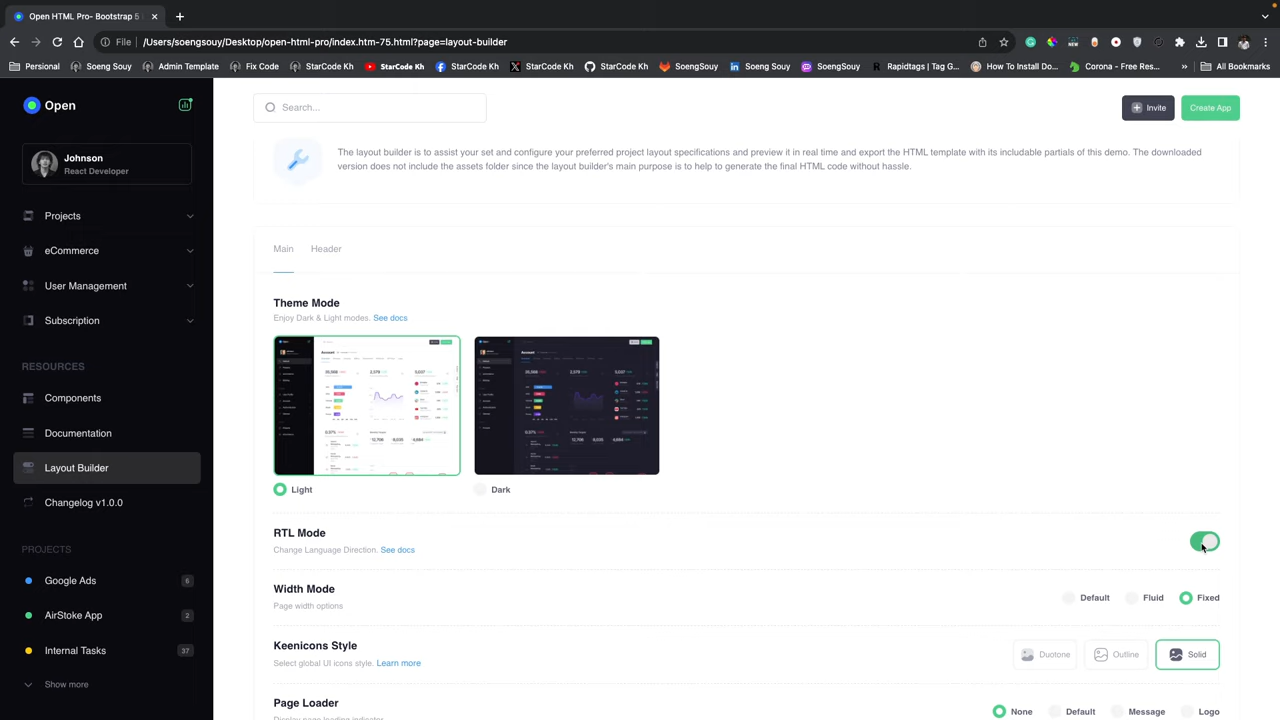 Open HTML Pro- Bootstrap 5
File
/Users/soengsouy/Desktop/open-html-pro/index.htm-75.html?page=layout-builder
Personal
Soeng Souy
Admin Template
Fix Code
StarCode Kh
StarCode Kh
StarCode Kh
StarCode Kh
StarCode Kh
SoengSouy
Soeng Souy
SoengSouy
Rapidtags | Tag G...
How To Install Do...
Corona - Free Res...
»
All Bookmarks
Open
Search...
Invite
Create App
Johnson
React Developer
The layout builder is to assist your set and configure your preferred project layout specifications and preview it in real time and export the HTML template with its includable partials of this demo. The downloaded
version does not include the assets folder since the layout builder's main purpose is to help to generate the final HTML code without hassle.
Projects
eCommerce
User Management
Subscription
RESOURCES
Components
Documentation
Layout Builder
Changelog v1.0.0
PROJECTS
Google Ads 6
AirStoke App 2
Internal Tasks 37
Show more
Main
Header
Theme Mode
Enjoy Dark & Light modes. See docs
Light
Dark
RTL Mode
Change Language Direction. See docs
Width Mode
Page width options
Default
Fluid
Fixed
Keenicons Style
Select global UI icons style. Learn more
Duotone
Outline
Solid
Page Loader
Display page loading indicator
None
Default
Message
Logo